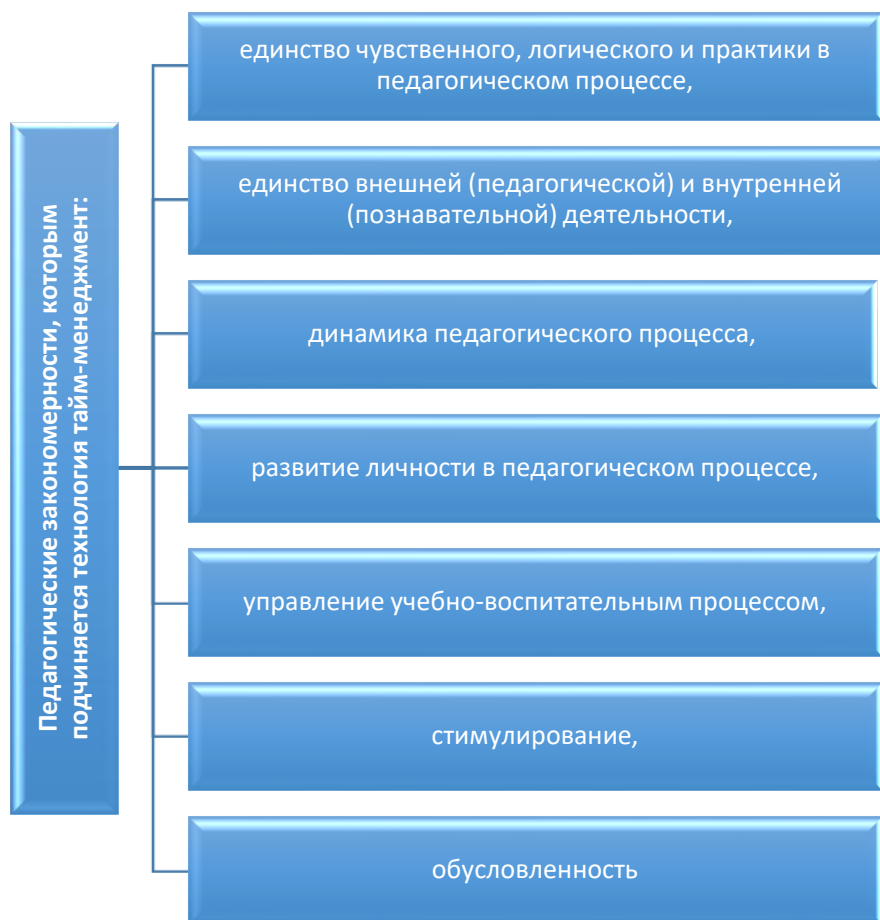 Педагогические закономерности, которым
подчиняется технология тайм-менеджмент:
единство чувственного, логического и практики в
педагогическом процессе,
единство внешней (педагогической) и внутренней
(познавательной) деятельности,
динамика педагогического процесса,
развитие личности в педагогическом процессе,
управление учебно-воспитательным процессом,
стимулирование,
обусловленность